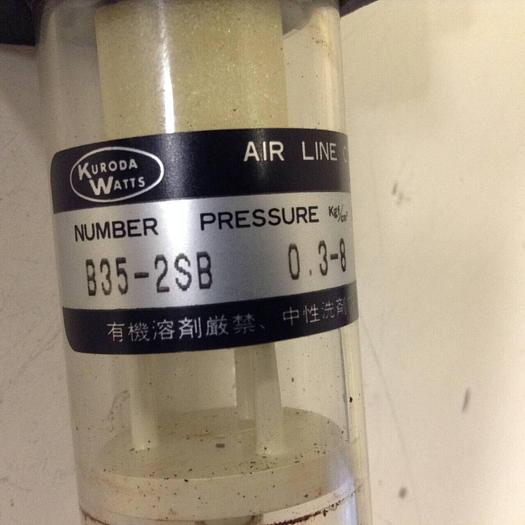 KURODA WATTS
AIR LINE
NUMBER PRESSURE Kgf/cm²
B35-2SB 0.3-8
有機溶剤厳禁、中性洗剤